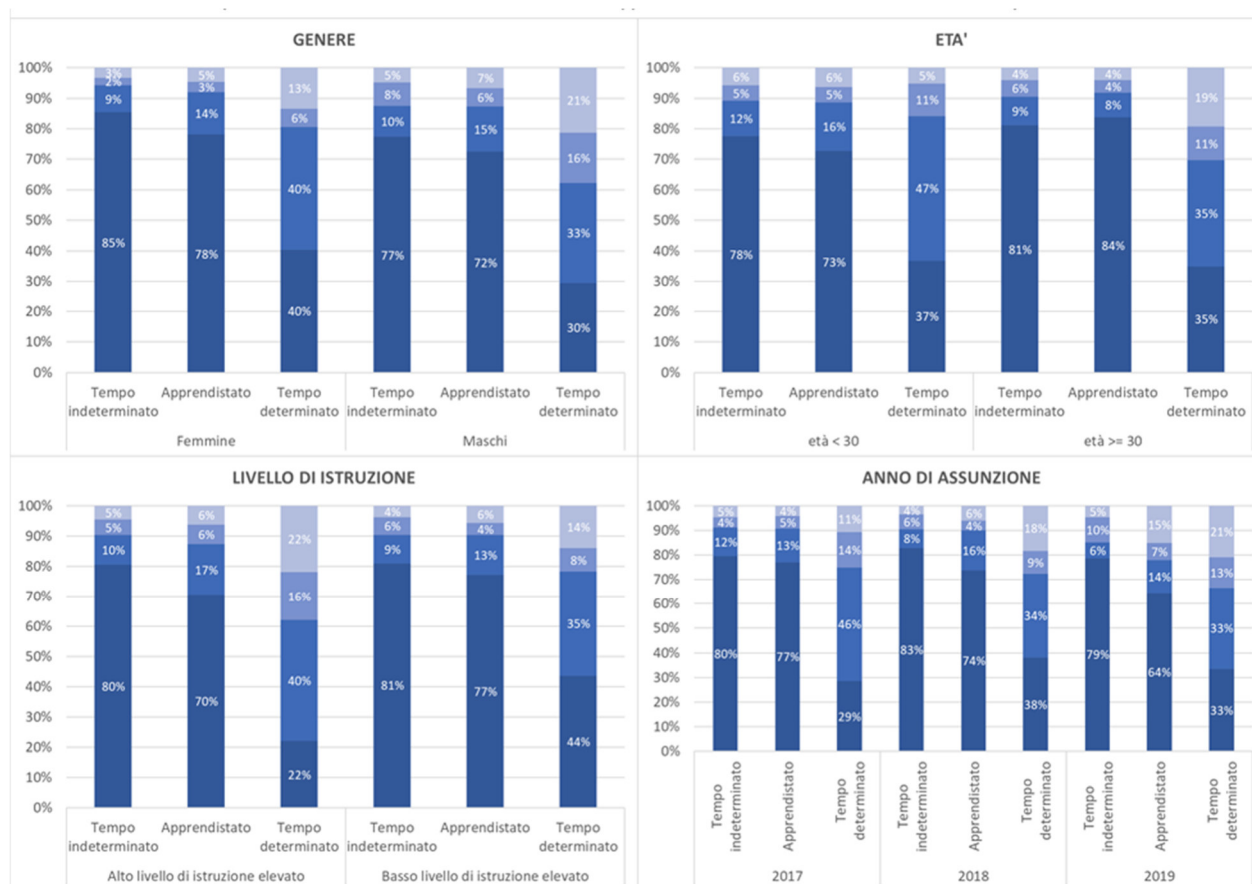 GENERE
100%
90%
80%
70%
60%
50%
40%
30%
20%
10%
0%
3% 5% 13% 5% 7% 21%
2% 3% 6% 8% 6% 16%
9% 14% 40% 10% 15% 33%
85% 78% 40% 77% 72% 30%
Tempo indeterminato Apprendistato Tempo determinato Tempo indeterminato Apprendistato Tempo determinato
Femmine Maschi
ETA'
100%
90%
80%
70%
60%
50%
40%
30%
20%
10%
0%
6% 6% 5% 4% 4% 19%
5% 5% 11% 6% 4% 11%
12% 16% 47% 9% 8% 35%
78% 73% 37% 81% 84% 35%
Tempo indeterminato Apprendistato Tempo determinato Tempo indeterminato Apprendistato Tempo determinato
età < 30 età >= 30
LIVELLO DI ISTRUZIONE
100%
90%
80%
70%
60%
50%
40%
30%
20%
10%
0%
5% 6% 22% 4% 6% 14%
5% 6% 16% 6% 4% 8%
10% 17% 40% 9% 13% 35%
80% 70% 22% 81% 77% 44%
Tempo indeterminato Apprendistato Tempo determinato Tempo indeterminato Apprendistato Tempo determinato
Alto livello di istruzione elevato Basso livello di istruzione elevato
ANNO DI ASSUNZIONE
100%
90%
80%
70%
60%
50%
40%
30%
20%
10%
0%
5% 4% 11% 4% 6% 18% 5% 15% 21%
4% 5% 14% 6% 4% 9% 10% 7% 13%
12% 13% 46% 8% 16% 34% 6% 14% 33%
80% 77% 29% 83% 74% 38% 79% 64% 33%
Tempo indeterminato Apprendistato Tempo determinato Tempo indeterminato Apprendistato Tempo determinato Tempo indeterminato Apprendistato Tempo determinato
2017 2018 2019